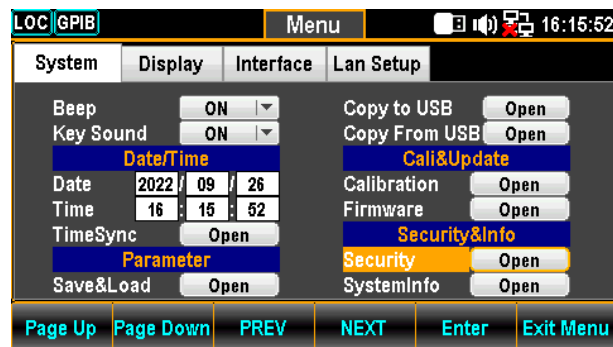 LOC GPIB Menu 16:15:52
System Display Interface Lan Setup
Beep ON
Key Sound ON
Date/Time
Date 2022 / 09 / 26
Time 16 : 15 : 52
TimeSync Open
Parameter
Save&Load Open
Copy to USB Open
Copy From USB Open
Cali&Update
Calibration Open
Firmware Open
Security&Info
Security Open
SystemInfo Open
Page Up Page Down PREV NEXT Enter Exit Menu